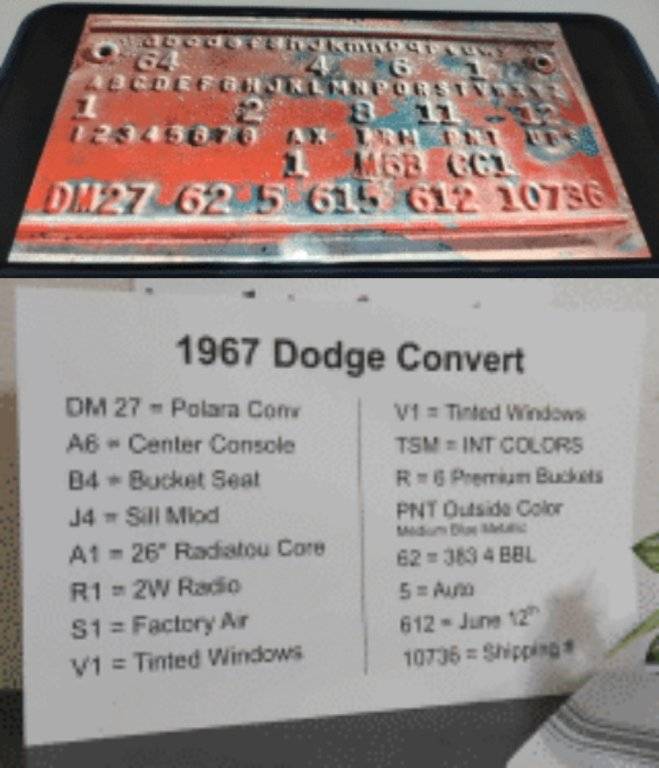 64 4 6 1
ABCDEFGHJKLMNPQRSTVWXYZ
1 2 8 11 - 12
12345678 AX TRM PNT UPS
1 M6B CC1
DM27 62 5 615 612 10736
1967 Dodge Convert
DM 27 = Polara Conv
A6 = Center Console
B4 = Bucket Seat
J4 = Sill Mlod
A1 = 26" Radiatou Core
R1 = 2W Radio
S1 = Factory Air
V1 = Tinted Windows
V1 = Tinted Windows
TSM = INT COLORS
R = 6 Premium Buckets
PNT Outside Color
Medium Blue Metallic
62 = 383 4 BBL
5 = Auto
612 = June 12th
10736 = Shipping #